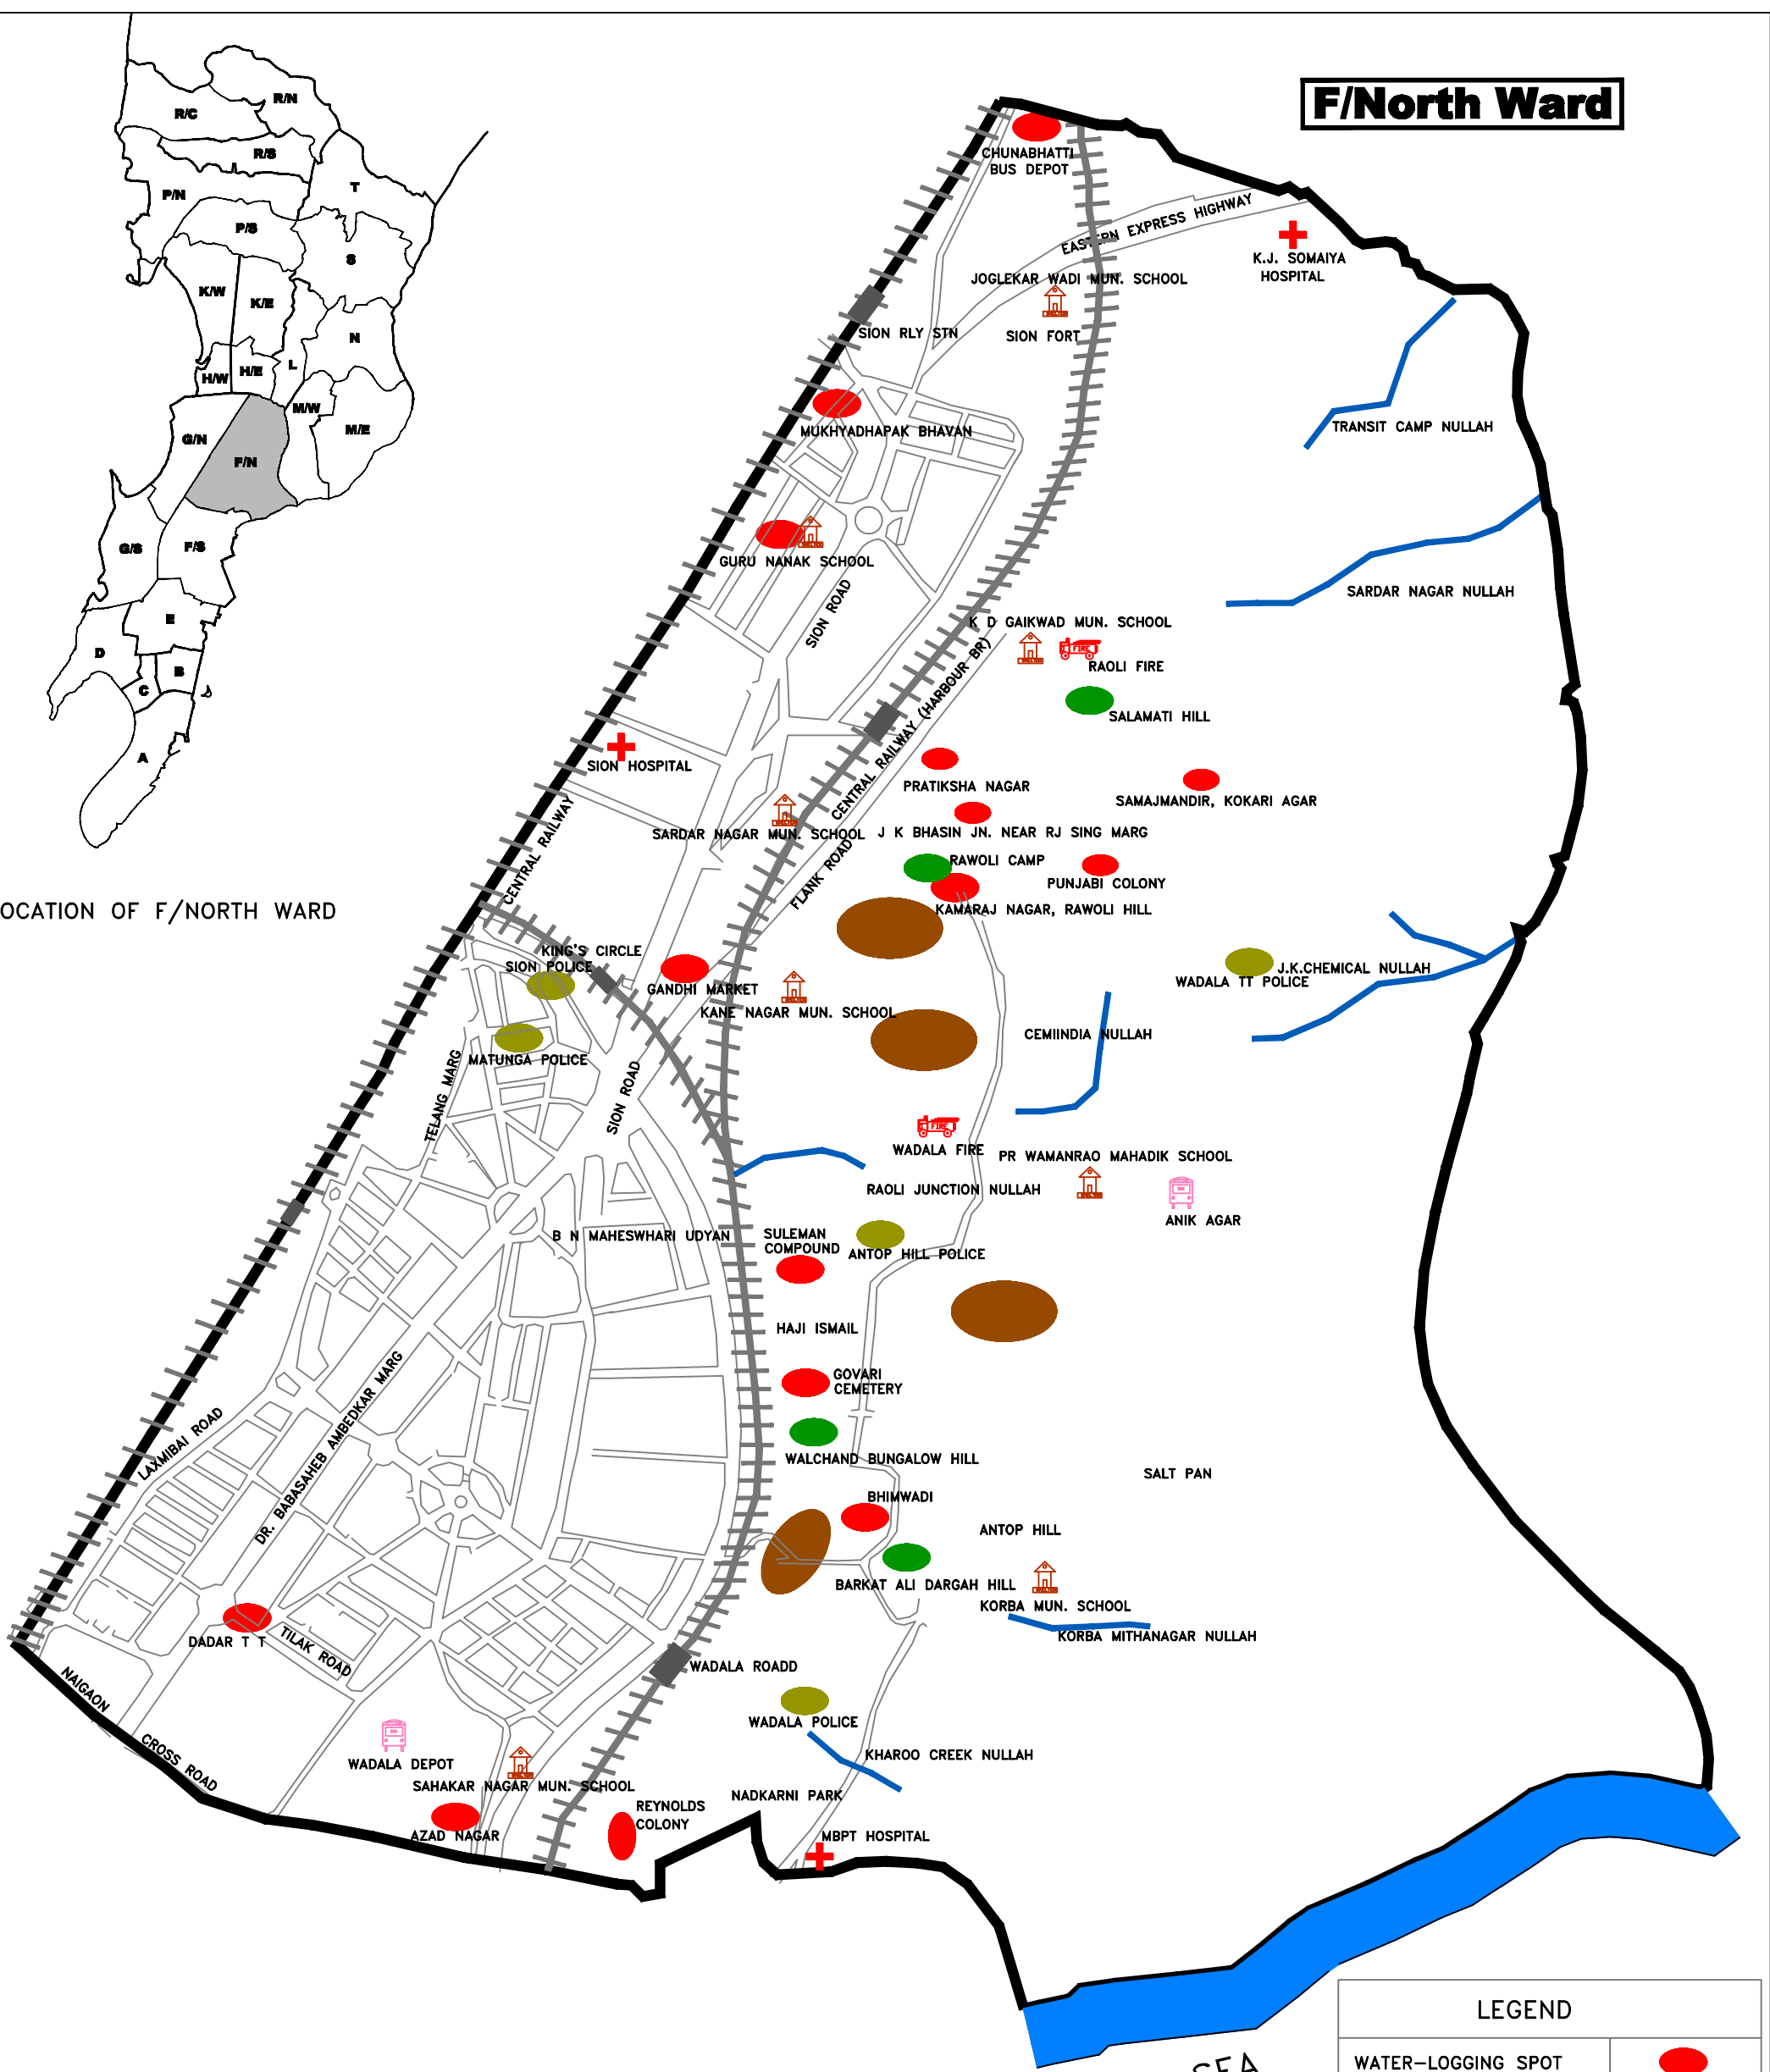 F/North Ward
R/N
R/C
R/S
T
P/N
P/S
S
K/W
K/E
N
L
H/W
H/E
M/W
M/E
G/N
F/N
G/S
F/S
E
D
B
C
A
OCATION OF F/NORTH WARD
CHUNABHATTI
BUS DEPOT
EASTERN EXPRESS HIGHWAY
K.J. SOMAIYA
HOSPITAL
JOGLEKAR WADI MUN. SCHOOL
SION RLY STN
SION FORT
MUKHYADHAPAK BHAVAN
TRANSIT CAMP NULLAH
GURU NANAK SCHOOL
SION ROAD
SARDAR NAGAR NULLAH
K D GAIKWAD MUN. SCHOOL
FIRE
RAOLI FIRE
CENTRAL RAILWAY (HARBOUR BR)
SALAMATI HILL
SION HOSPITAL
PRATIKSHA NAGAR
SAMAJMANDIR, KOKARI AGAR
CENTRAL RAILWAY
SARDAR NAGAR MUN. SCHOOL
J K BHASIN JN. NEAR RJ SING MARG
FLANK ROAD
RAWOLI CAMP
PUNJABI COLONY
KAMARAJ NAGAR, RAWOLI HILL
KING'S CIRCLE
SION POLICE
GANDHI MARKET
J.K.CHEMICAL NULLAH
WADALA TT POLICE
KANE NAGAR MUN. SCHOOL
CEMIINDIA NULLAH
MATUNGA POLICE
TELANG MARG
SION ROAD
FIRE
WADALA FIRE
PR WAMANRAO MAHADIK SCHOOL
RAOLI JUNCTION NULLAH
ANIK AGAR
B N MAHESWHARI UDYAN
SULEMAN
COMPOUND
ANTOP HILL POLICE
HAJI ISMAIL
GOVARI
CEMETERY
LAXMIBAI ROAD
DR. BABASAHEB AMBEDKAR MARG
WALCHAND BUNGALOW HILL
SALT PAN
BHIMWADI
ANTOP HILL
BARKAT ALI DARGAH HILL
KORBA MUN. SCHOOL
KORBA MITHANAGAR NULLAH
DADAR T T
TILAK ROAD
WADALA ROADD
NAIGAON
CROSS ROAD
WADALA POLICE
WADALA DEPOT
KHAROO CREEK NULLAH
SAHAKAR NAGAR MUN. SCHOOL
NADKARNI PARK
REYNOLDS
COLONY
AZAD NAGAR
MBPT HOSPITAL
SEA
LEGEND
WATER-LOGGING SPOT